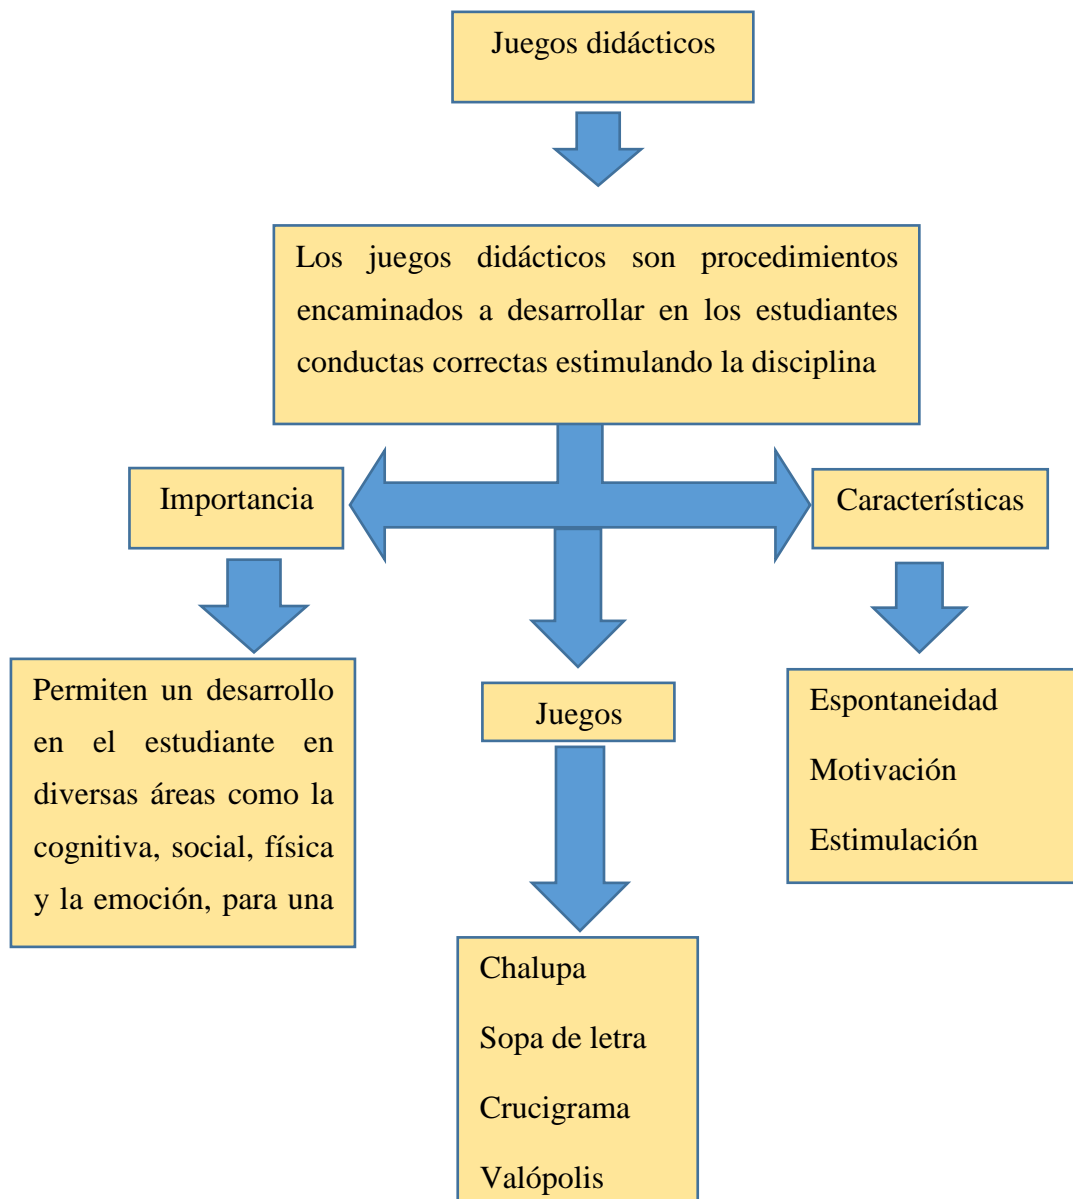 Juegos didácticos
Los juegos didácticos son procedimientos
encaminados a desarrollar en los estudiantes
conductas correctas estimulando la disciplina
Importancia
Característicos
Permiten un desarrollo
en el estudiante en
diversas áreas como la
cognitiva, social, física
y la emoción, para una
Juegos
Espontaneidad
Motivación
Estimulación
Chalupa
Sopa de letra
Crucigrama
Valópolis